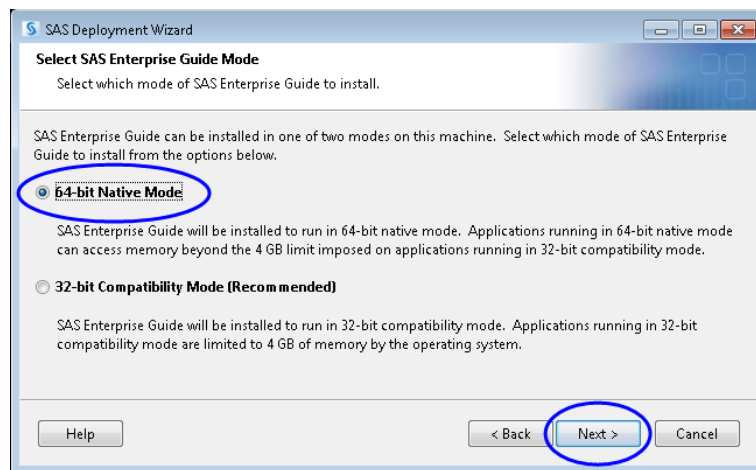 SAS Deployment Wizard
Select SAS Enterprise Guide Mode
Select which mode of SAS Enterprise Guide to install.
SAS Enterprise Guide can be installed in one of two modes on this machine. Select which mode of SAS Enterprise
Guide to install from the options below.
64-bit Native Mode
SAS Enterprise Guide will be installed to run in 64-bit native mode. Applications running in 64-bit native mode
can access memory beyond the 4 GB limit imposed on applications running in 32-bit compatibility mode.
32-bit Compatibility Mode (Recommended)
SAS Enterprise Guide will be installed to run in 32-bit compatibility mode. Applications running in 32-bit
compatibility mode are limited to 4 GB of memory by the operating system.
Help < Back Next > Cancel